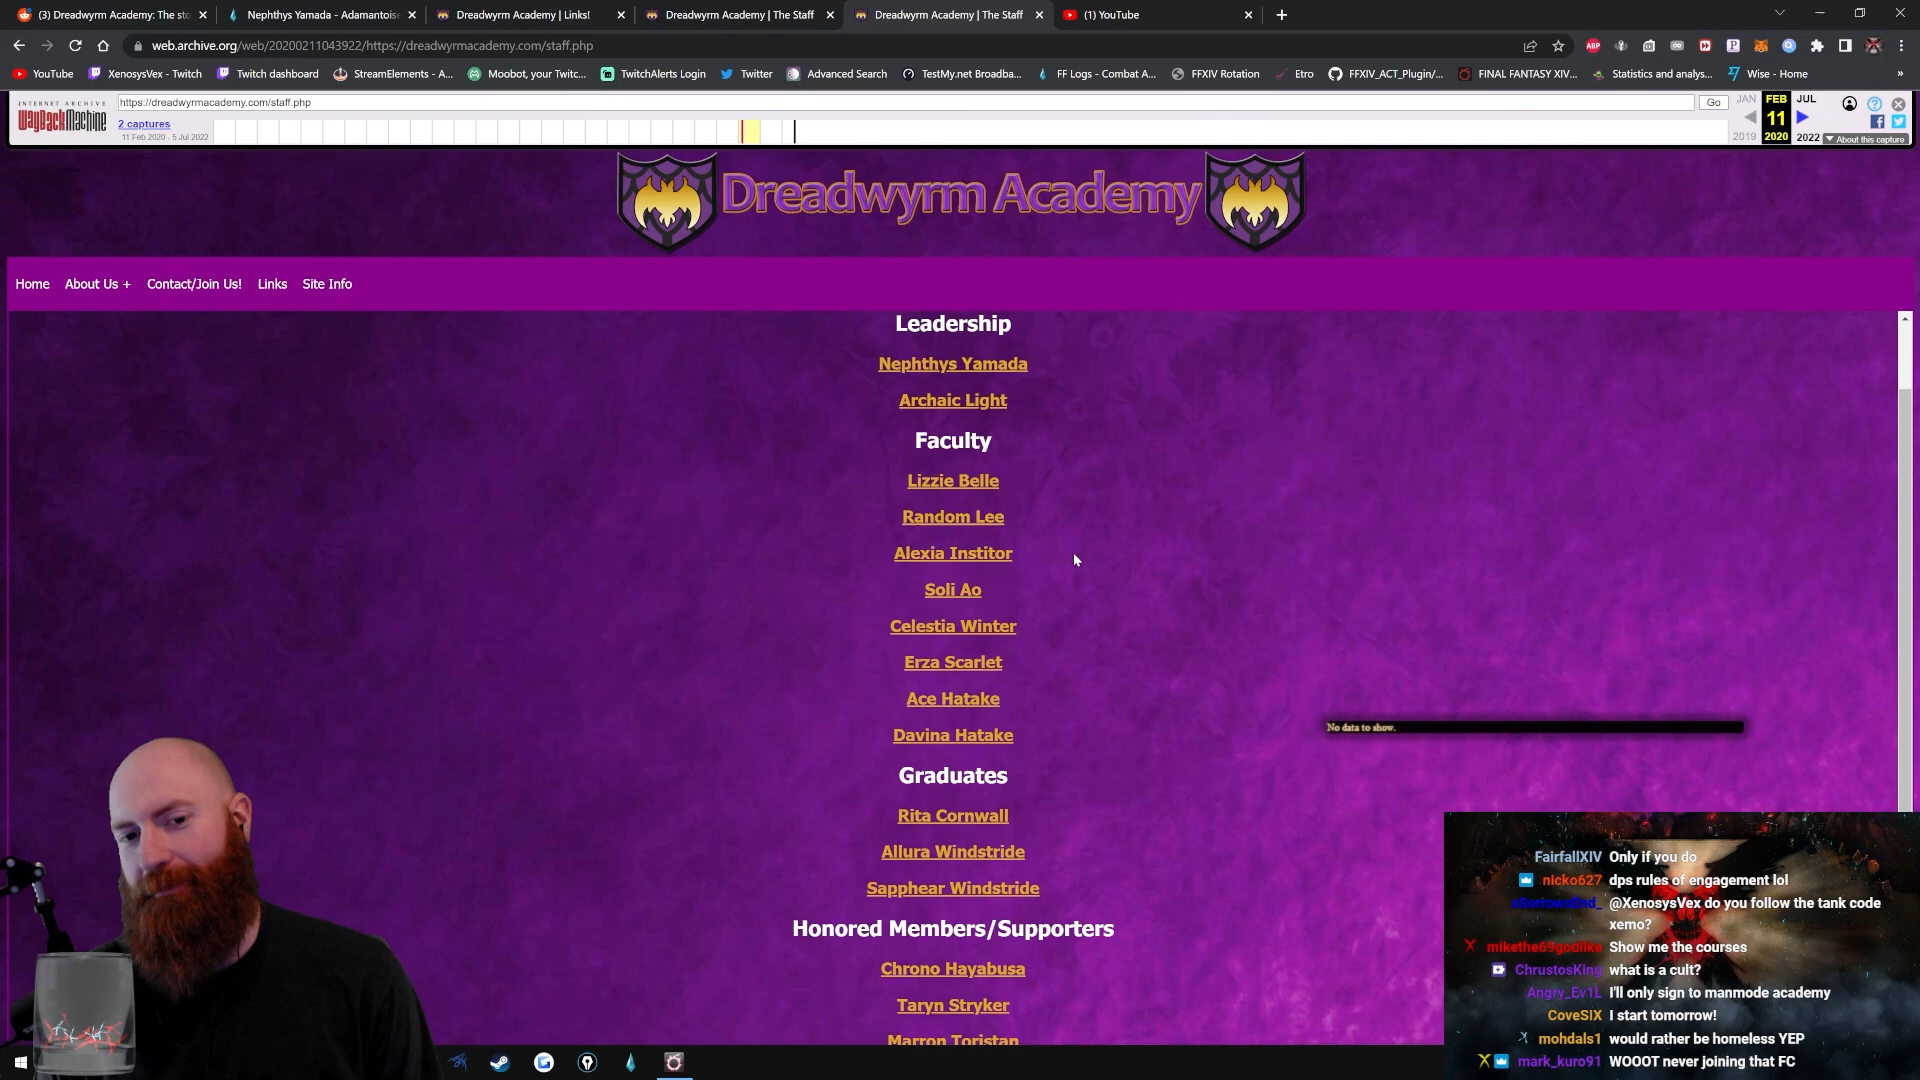 (3) Dreadwyrm Academy: The sto
Nephthys Yamada - Adamantoise
Dreadwyrm Academy | Links!
Dreadwyrm Academy | The Staff
Dreadwyrm Academy | The Staff
(1) YouTube
web.archive.org/web/20200211043922/https://dreadwyrmacademy.com/staff.php
ABP
YouTube
XenosysVex - Twitch
Twitch dashboard
StreamElements - A...
Moobot, your Twitc...
TwitchAlerts Login
Twitter
Advanced Search
TestMy.net Broadba...
FF Logs - Combat A...
FFXIV Rotation
Etro
FFXIV_ACT_Plugin/...
FINAL FANTASY XIV...
Statistics and analys...
Wise - Home
»
INTERNET ARCHIVE
WayBackMachine
https://dreadwyrmacademy.com/staff.php
Go
JAN FEB JUL
2 captures
11
11 Feb 2020 - 5 Jul 2022
2019 2020 2022
About this capture
Dreadwyrm Academy
Home About Us + Contact/Join Us! Links Site Info
Leadership
Nephthys Yamada
Archaic Light
Faculty
Lizzie Belle
Random Lee
Alexia Institor
Soli Ao
Celestia Winter
Erza Scarlet
Ace Hatake
Davina Hatake
No data to show.
Graduates
Rita Cornwall
Allura Windstride
Sapphear Windstride
Honored Members/Supporters
Chrono Hayabusa
Taryn Stryker
Marron Toristan
FairfallXIV Only if you do
nicko627 dps rules of engagement lol
@XenosysVex do you follow the tank code
xemo?
mikethe69godlike Show me the courses
ChrustosKing what is a cult?
Angry_Ev1L I'll only sign to manmode academy
CoveSIX I start tomorrow!
mohdals1 would rather be homeless YEP
mark_kuro91 WOOOT never joining that FC